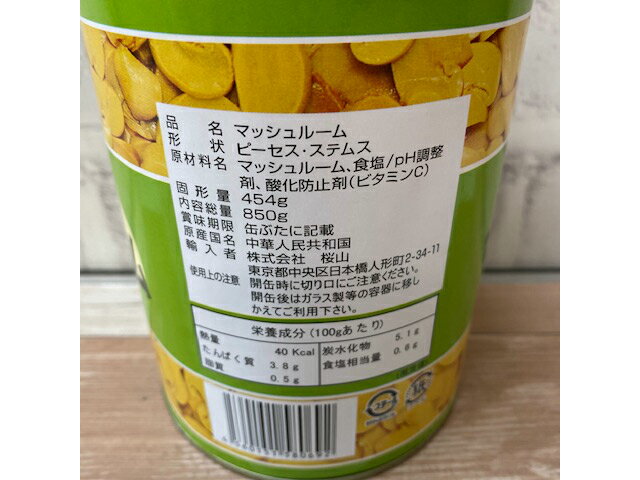 品名 マッシュルーム
形状 ピーセス・ステムス
原材料名 マッシュルーム、食塩/pH調整
剤、酸化防止剤(ビタミンC)
固形量 454g
内容総量 850g
賞味期限 缶ぶたに記載
原産国名 中華人民共和国
輸入者 株式会社 桜山
東京都中央区日本橋人形町2-34-11
使用上の注意 開缶時に切り口にご注意ください。
開缶後はガラス製等の容器に移し
かえてご利用下さい。
栄養成分(100gあたり)
熱量 40 Kcal 炭水化物 5.1g
たんぱく質 3.8g 食塩相当量 0.6g
脂質 0.5g